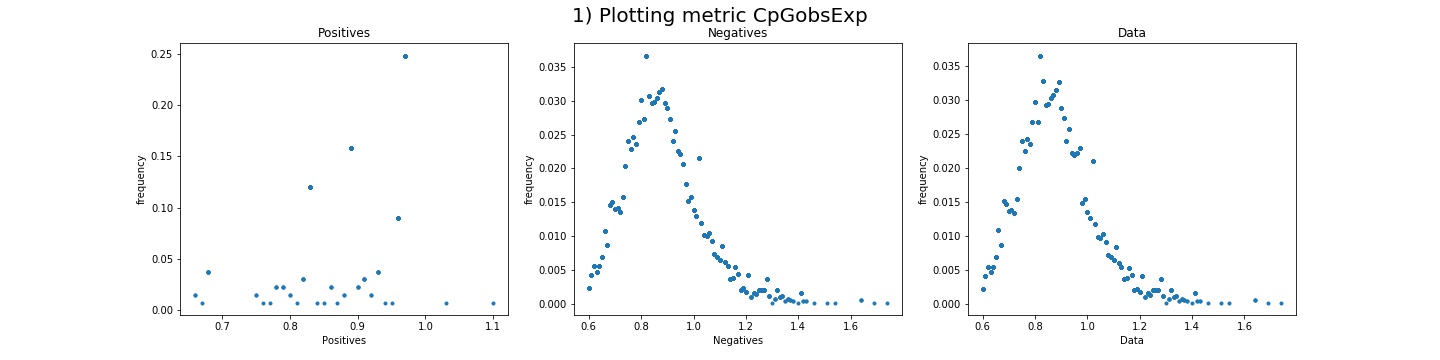 1) Plotting metric CpGobsExp
Positives
frequency
0.25
0.20
0.15
0.10
0.05
0.00
0.7 0.8 0.9 1.0 1.1
Positives
Negatives
frequency
0.035
0.030
0.025
0.020
0.015
0.010
0.005
0.000
0.6 0.8 1.0 1.2 1.4 1.6
Negatives
Data
frequency
0.035
0.030
0.025
0.020
0.015
0.010
0.005
0.000
0.6 0.8 1.0 1.2 1.4 1.6
Data